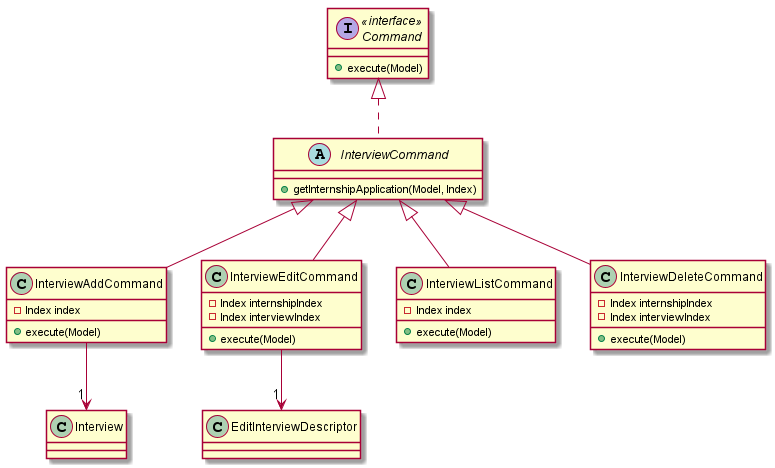 I
«interface»
Command
execute(Model)
A
InterviewCommand
getInternshipApplication(Model, Index)
C
InterviewAddCommand
Index index
execute(Model)
C
InterviewEditCommand
Index internshipIndex
Index interviewIndex
execute(Model)
C
InterviewListCommand
Index index
execute(Model)
C
InterviewDeleteCommand
Index internshipIndex
Index interviewIndex
execute(Model)
1
1
C
Interview
C
EditInterviewDescriptor